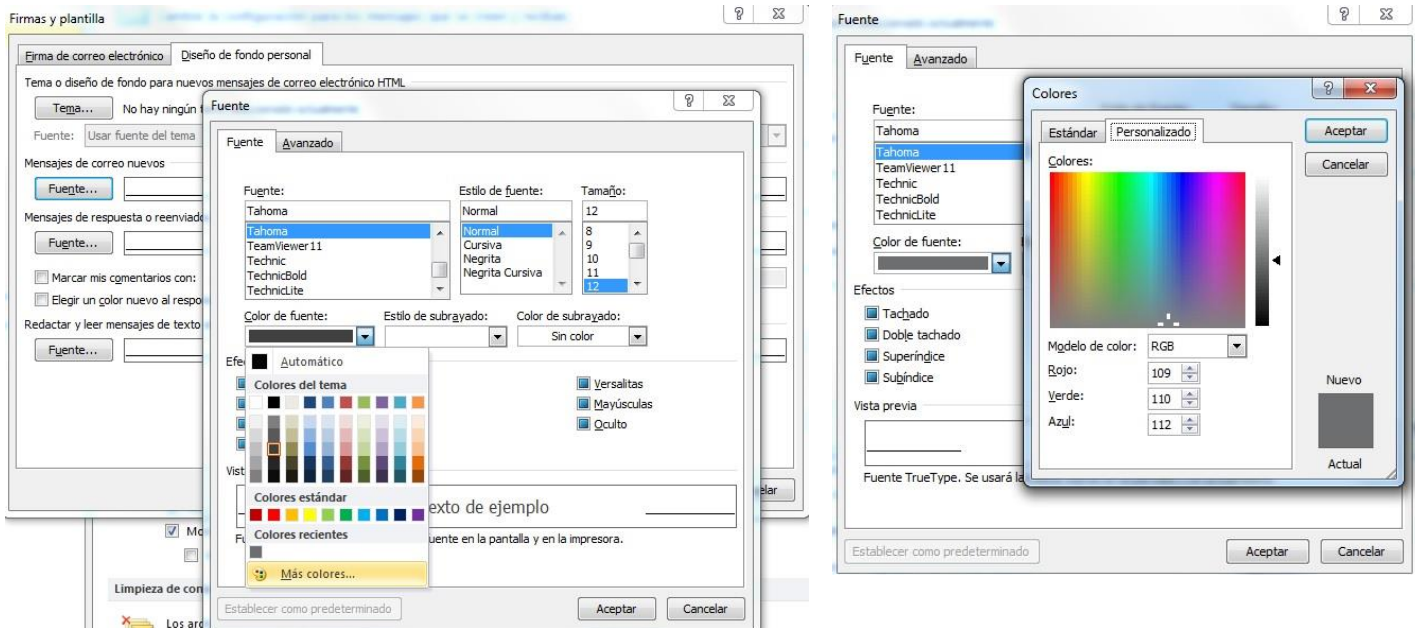 Firmas y plantilla
Firma de correo electrónico
Diseño de fondo personal
Tema o diseño de fondo para nuevos mensajes de correo electrónico HTML
Tema...
No hay ningún
Fuente:
Usar fuente del tema
Mensajes de correo nuevos
Fuente...
Mensajes de respuesta o reenviado
Fuente...
Marcar mis comentarios con:
Elegir un color nuevo al respo
Redactar y leer mensajes de texto
Fuente...
Limpieza de con
Los arc
Fuente
Fuente
Avanzado
Fuente:
Tahoma
Tahoma
TeamViewer11
Technic
TechnicBold
TechnicLite
Estilo de fuente:
Normal
Normal
Cursiva
Negrita
Negrita Cursiva
Tamaño:
12
8
9
10
11
12
Color de fuente:
Estilo de subrayado:
Color de subrayado:
Sin color
Automático
Colores del tema
Colores estándar
Colores recientes
Más colores...
Versalitas
Mayúsculas
Oculto
exto de ejemplo
uente en la pantalla y en la impresora.
Establecer como predeterminado
Aceptar
Cancelar
Fuente
Fuente
Avanzado
Fuente:
Tahoma
Tahoma
TeamViewer11
Technic
TechnicBold
TechnicLite
Color de fuente:
Efectos
Tachado
Doble tachado
Superíndice
Subíndice
Vista previa
Fuente TrueType. Se usará la
Establecer como predeterminado
Aceptar
Cancelar
Colores
Estándar
Personalizado
Aceptar
Cancelar
Colores:
Modelo de color:
RGB
Rojo:
109
Verde:
110
Azul:
112
Nuevo
Actual